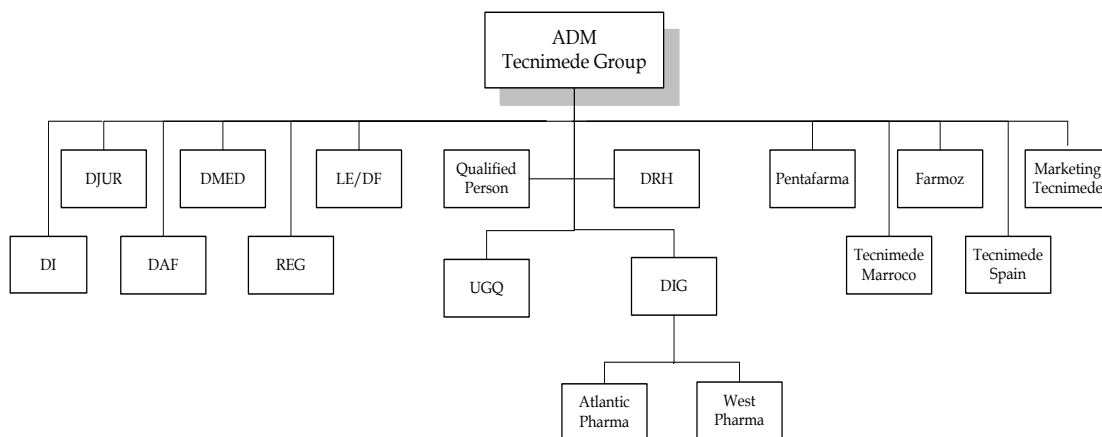 ADM
Tecnimede Group
DJUR
DMED
LE/DF
Qualified
Person
DRH
Pentafarma
Farmoz
Marketing
Tecnimede
DI
DAF
REG
UGQ
DIG
Tecnimede
Marroco
Tecnimede
Spain
Atlantic
Pharma
West
Pharma